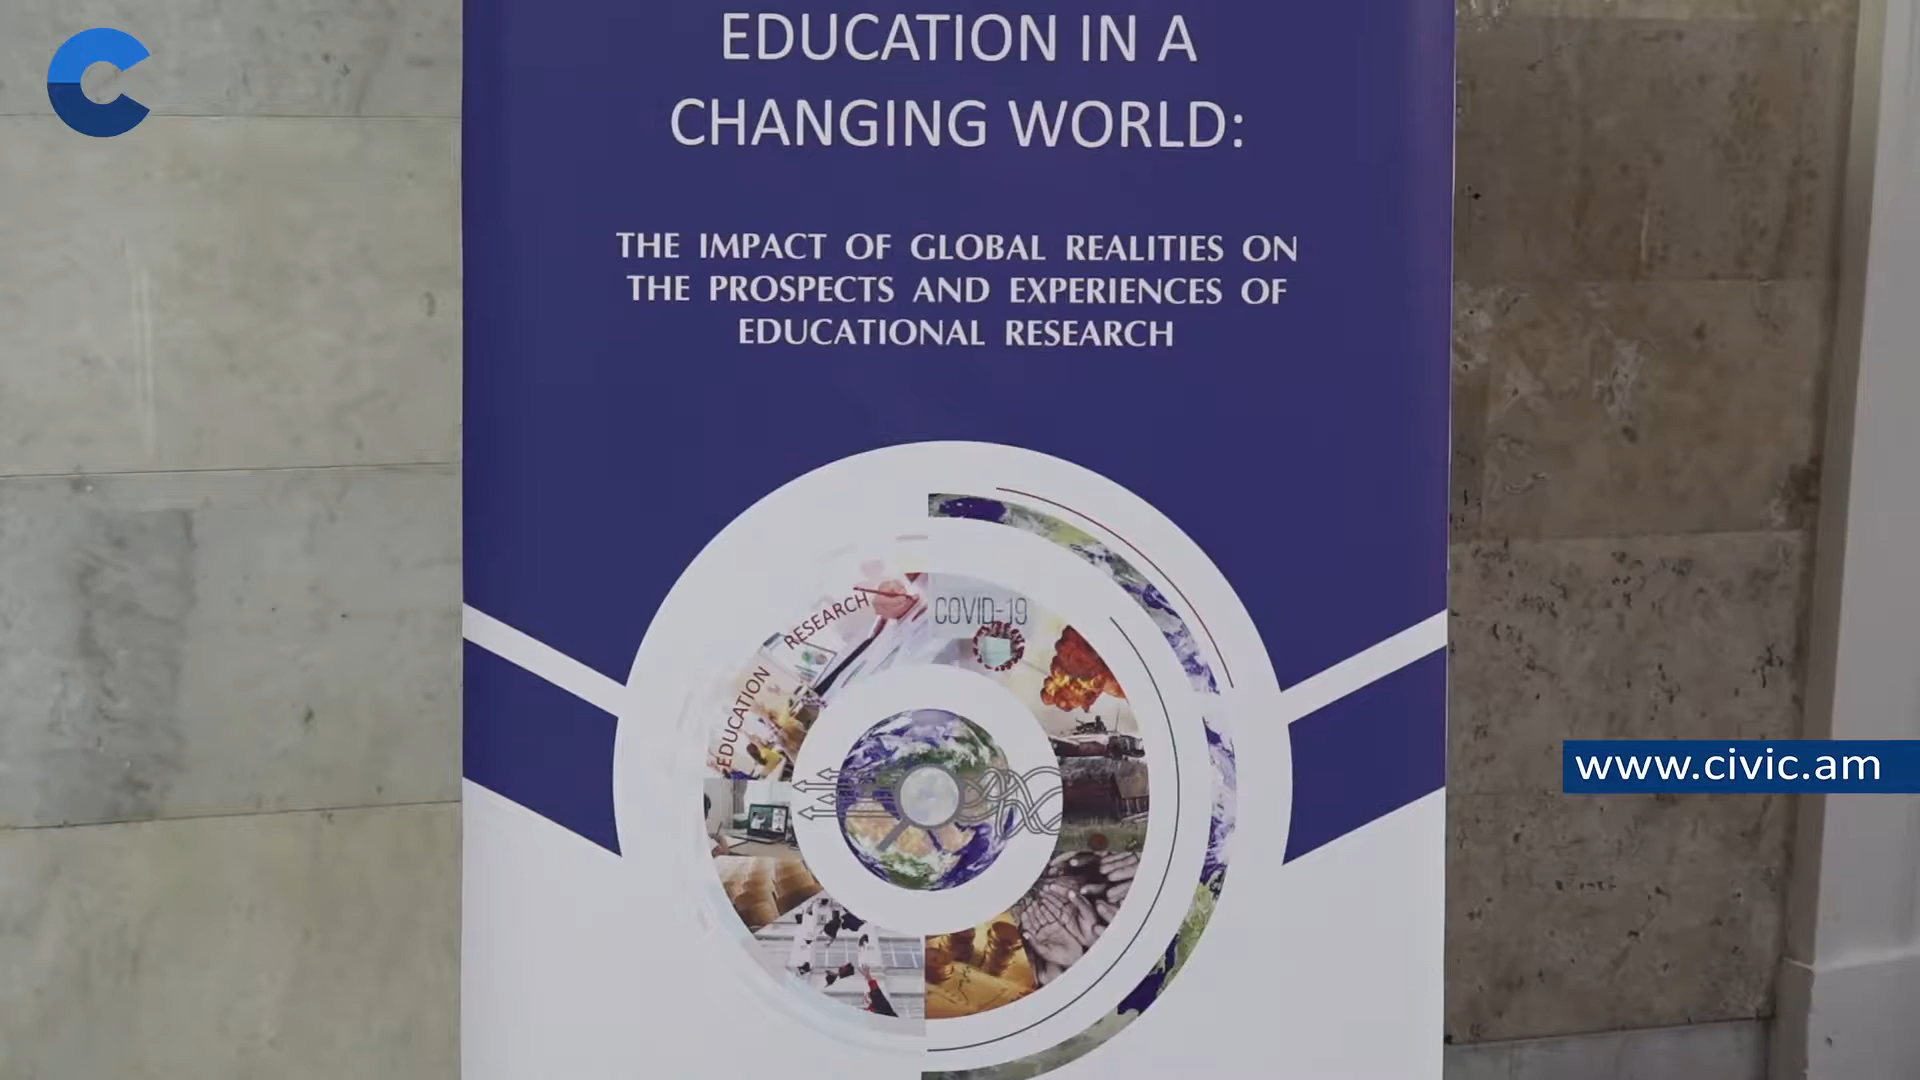 EDUCATION IN A
CHANGING WORLD:
THE IMPACT OF GLOBAL REALITIES ON
THE PROSPECTS AND EXPERIENCES OF
EDUCATIONAL RESEARCH
RESEARCH
COVID-19
EDUCATION
www.civic.am